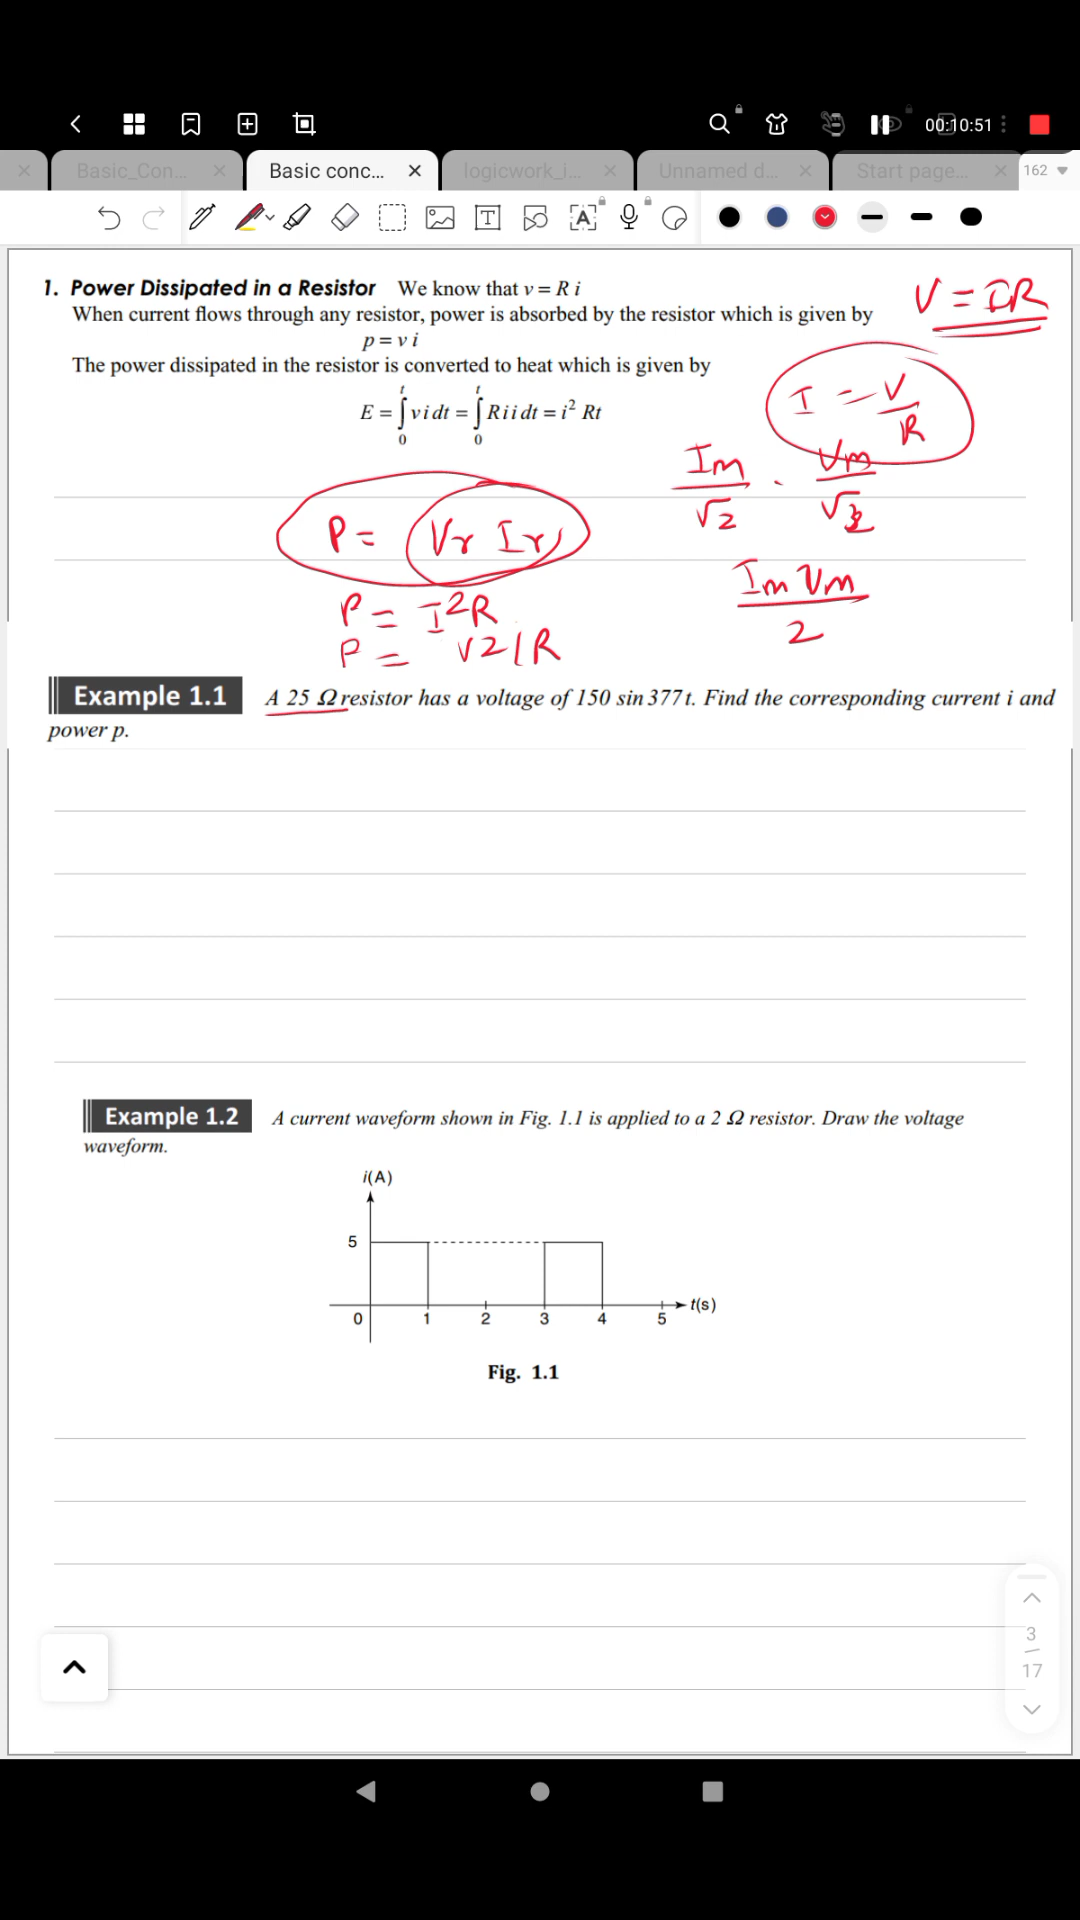 00:10:51
Basic_Con...
Basic conc...
logicwork_i...
Unnamed d...
Start page...
162
1. Power Dissipated in a Resistor We know that v = R i
V = IR
When current flows through any resistor, power is absorbed by the resistor which is given by
p = v i
The power dissipated in the resistor is converted to heat which is given by
E = ∫₀ᵗ v i dt = ∫₀ᵗ R i i dt = i² Rt
I = V/R
Im/√2 · Vm/√2
P = (Vr Ir)
Im Vm/2
P = I²R
P = V2/R
Example 1.1 A 25 Ω resistor has a voltage of 150 sin 377 t. Find the corresponding current i and
power p.
Example 1.2 A current waveform shown in Fig. 1.1 is applied to a 2 Ω resistor. Draw the voltage
waveform.
i(A)
5
t(s)
0 1 2 3 4 5
Fig. 1.1
3
17